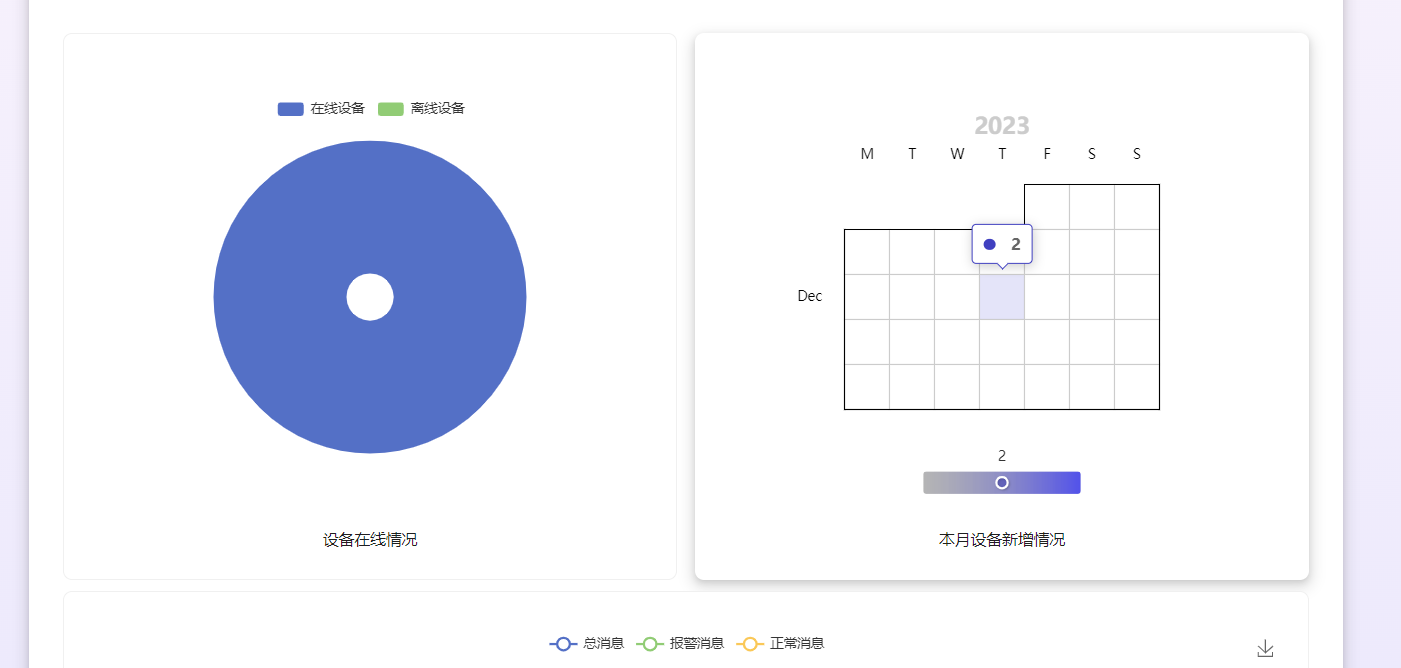 在线设备 离线设备
设备在线情况
2023
M T W T F S S
2
Dec
2
本月设备新增情况
总消息 报警消息 正常消息